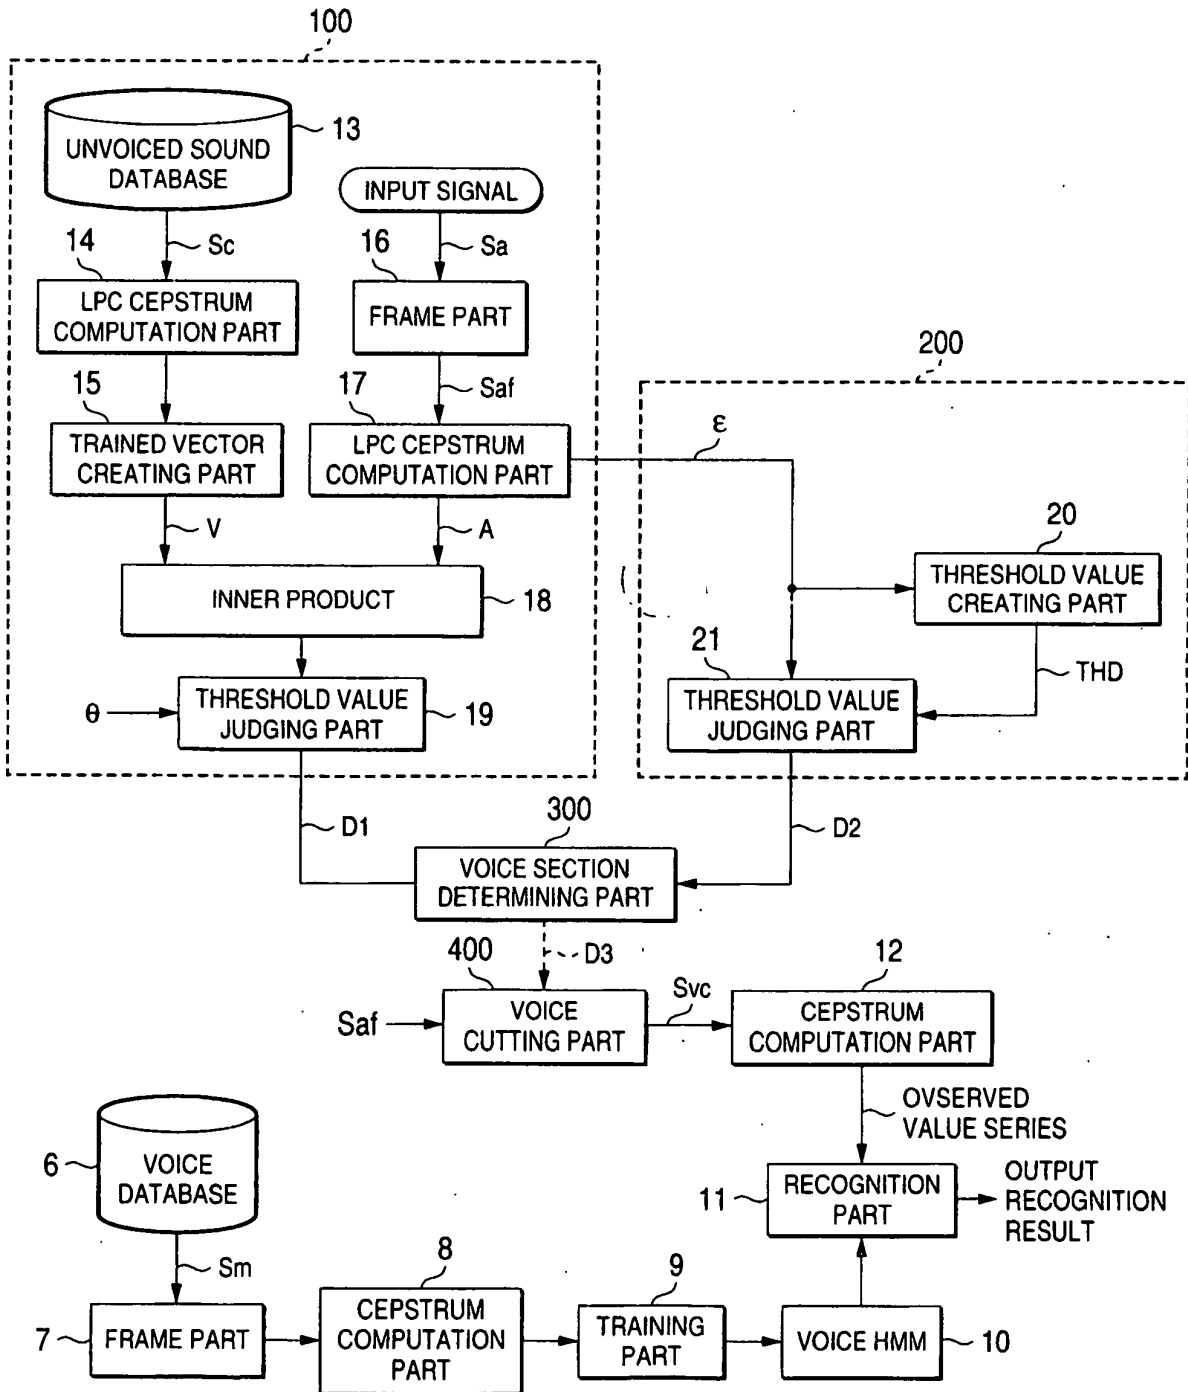 100
13
UNVOICED SOUND
DATABASE
INPUT SIGNAL
Sc
Sa
14
16
LPC CEPSTRUM
COMPUTATION PART
FRAME PART
200
Saf
15
17
TRAINED VECTOR
CREATING PART
LPC CEPSTRUM
COMPUTATION PART
ε
V
A
20
THRESHOLD VALUE
CREATING PART
INNER PRODUCT
18
21
THD
θ
THRESHOLD VALUE
JUDGING PART
19
THRESHOLD VALUE
JUDGING PART
D1
D2
300
VOICE SECTION
DETERMINING PART
D3
400
12
Saf
VOICE
CUTTING PART
Svc
CEPSTRUM
COMPUTATION PART
OVSERVED
VALUE SERIES
6
VOICE
DATABASE
11
RECOGNITION
PART
OUTPUT
RECOGNITION
RESULT
Sm
8
9
7
FRAME PART
CEPSTRUM
COMPUTATION
PART
TRAINING
PART
VOICE HMM
10